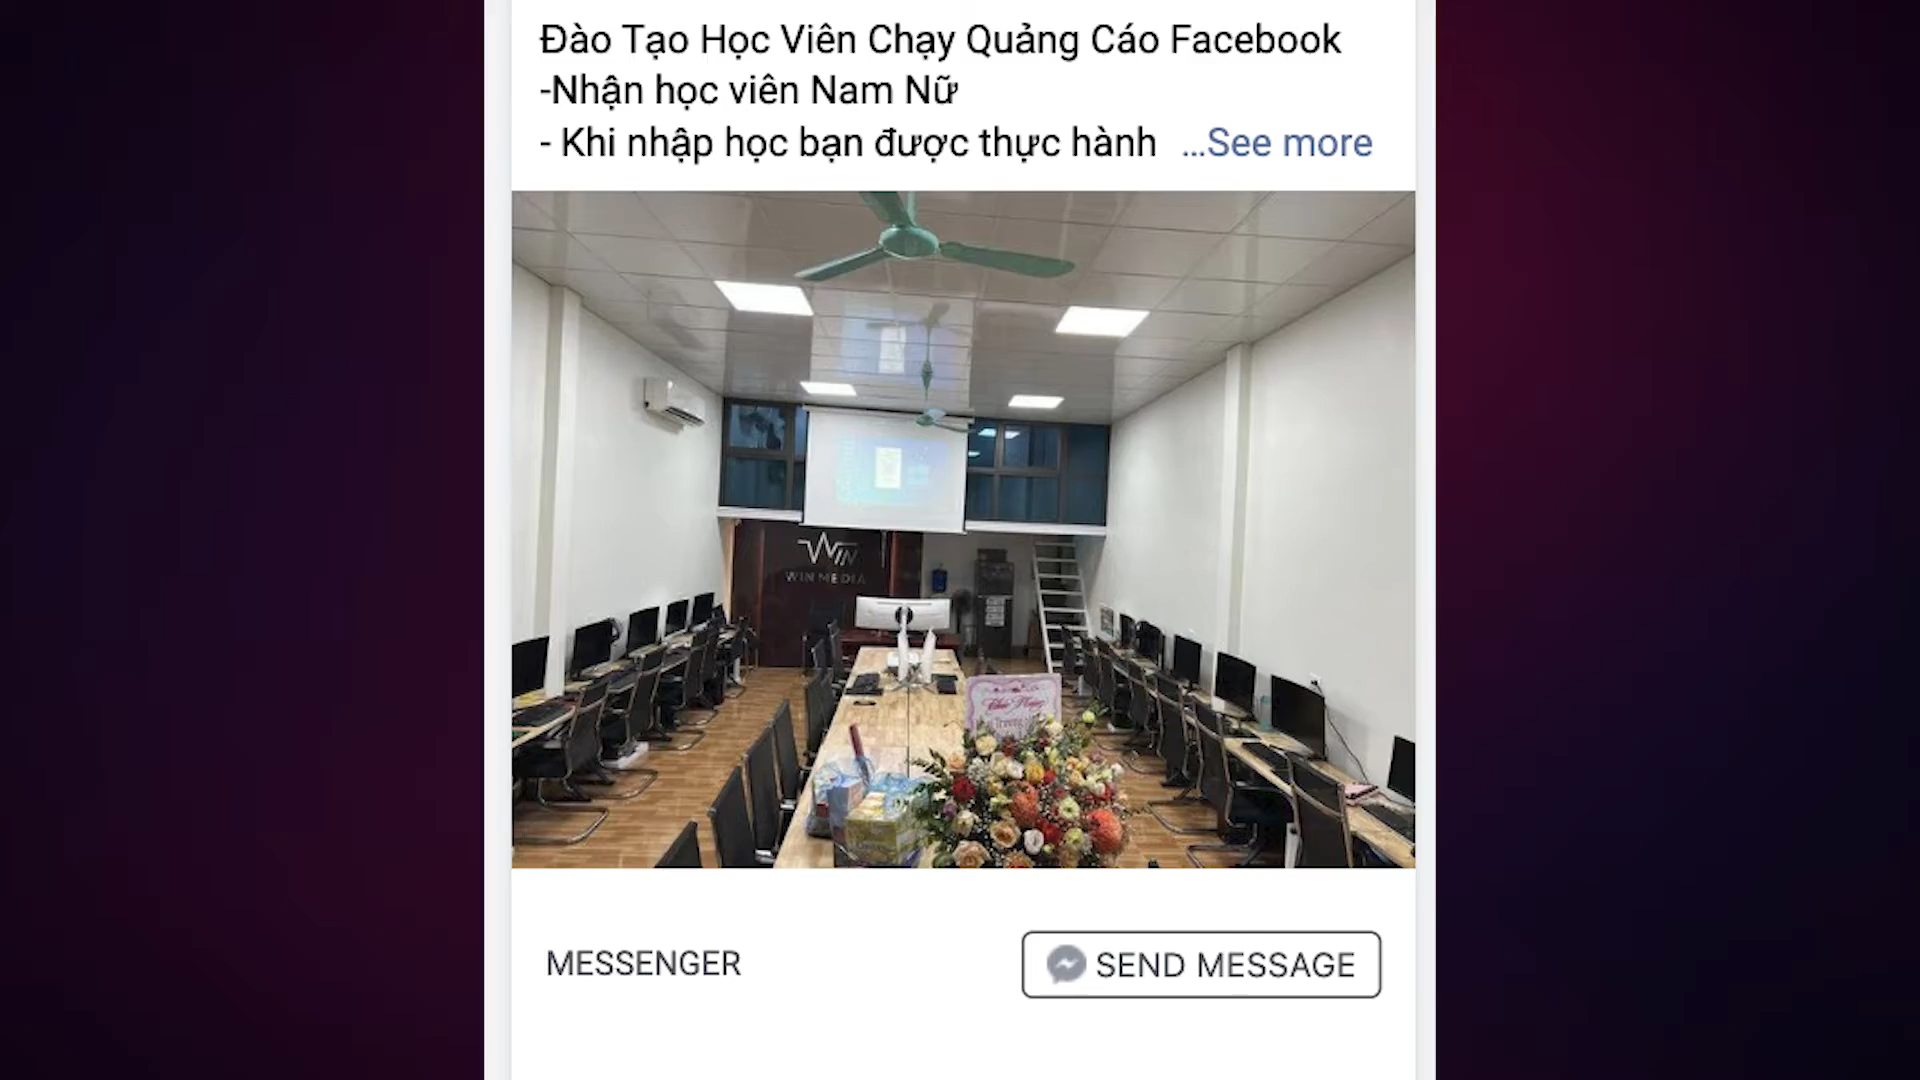 Đào Tạo Học Viên Chạy Quảng Cáo Facebook
-Nhận học viên Nam Nữ
- Khi nhập học bạn được thực hành ...See more
WIN
WIN MEDIA
MESSENGER
SEND MESSAGE